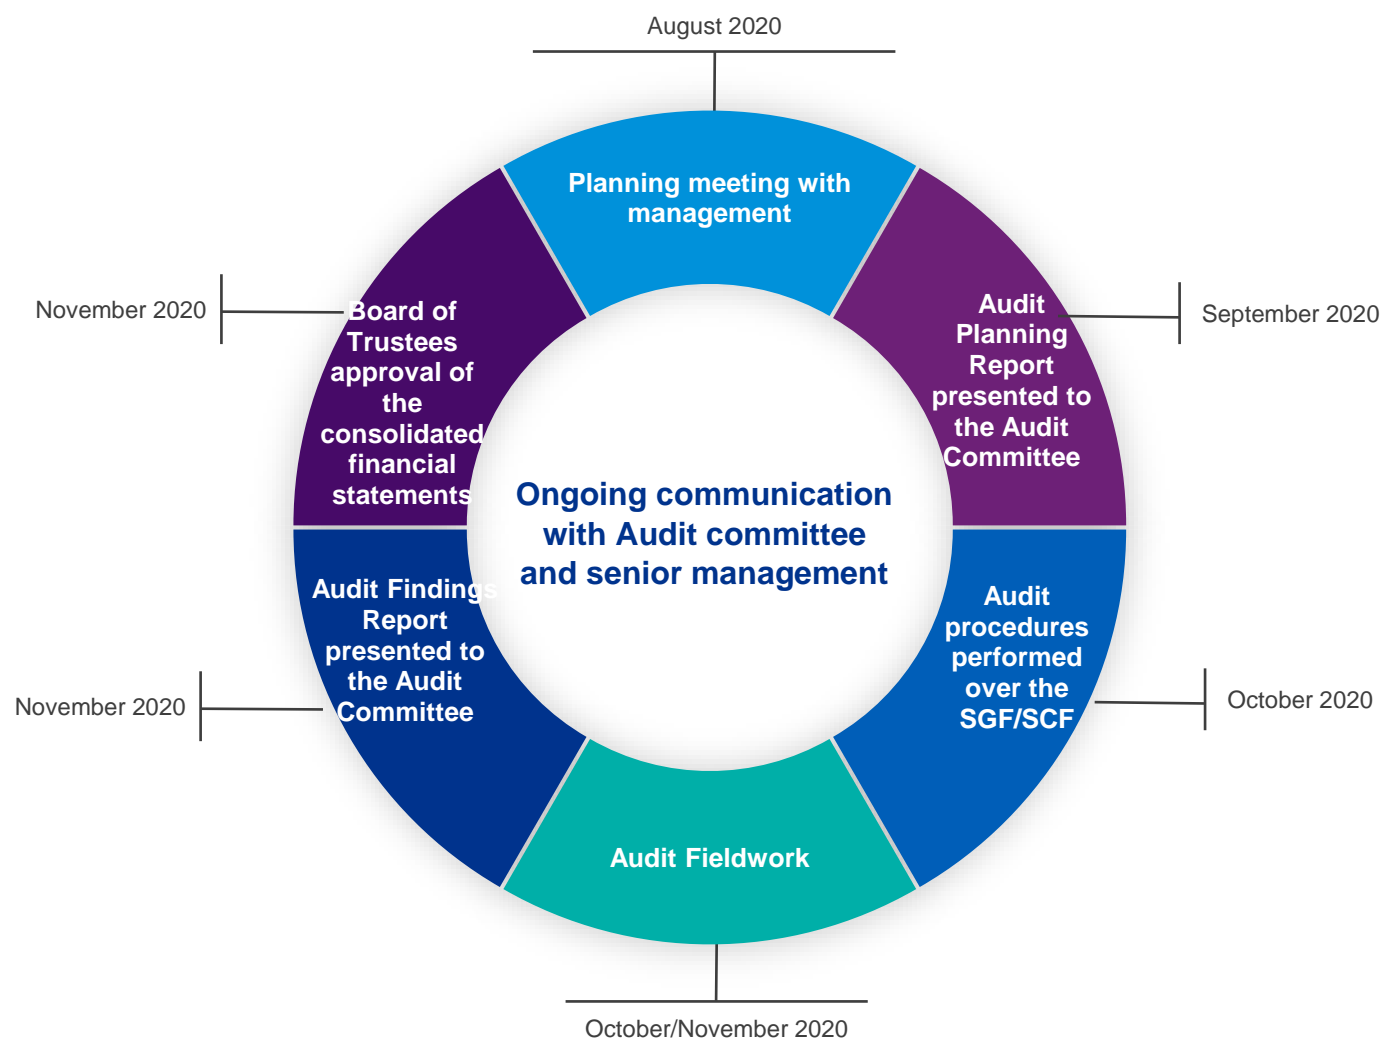 August 2020
Planning meeting with
management
September 2020
Audit
Planning
Report
presented to
the Audit
Committee
October 2020
Audit
procedures
performed
over the
SGF/SCF
October/November 2020
Audit Fieldwork
November 2020
Audit Findings
Report
presented to
the Audit
Committee
November 2020
Board of
Trustees
approval of
the
consolidated
financial
statements
Ongoing communication
with Audit committee
and senior management